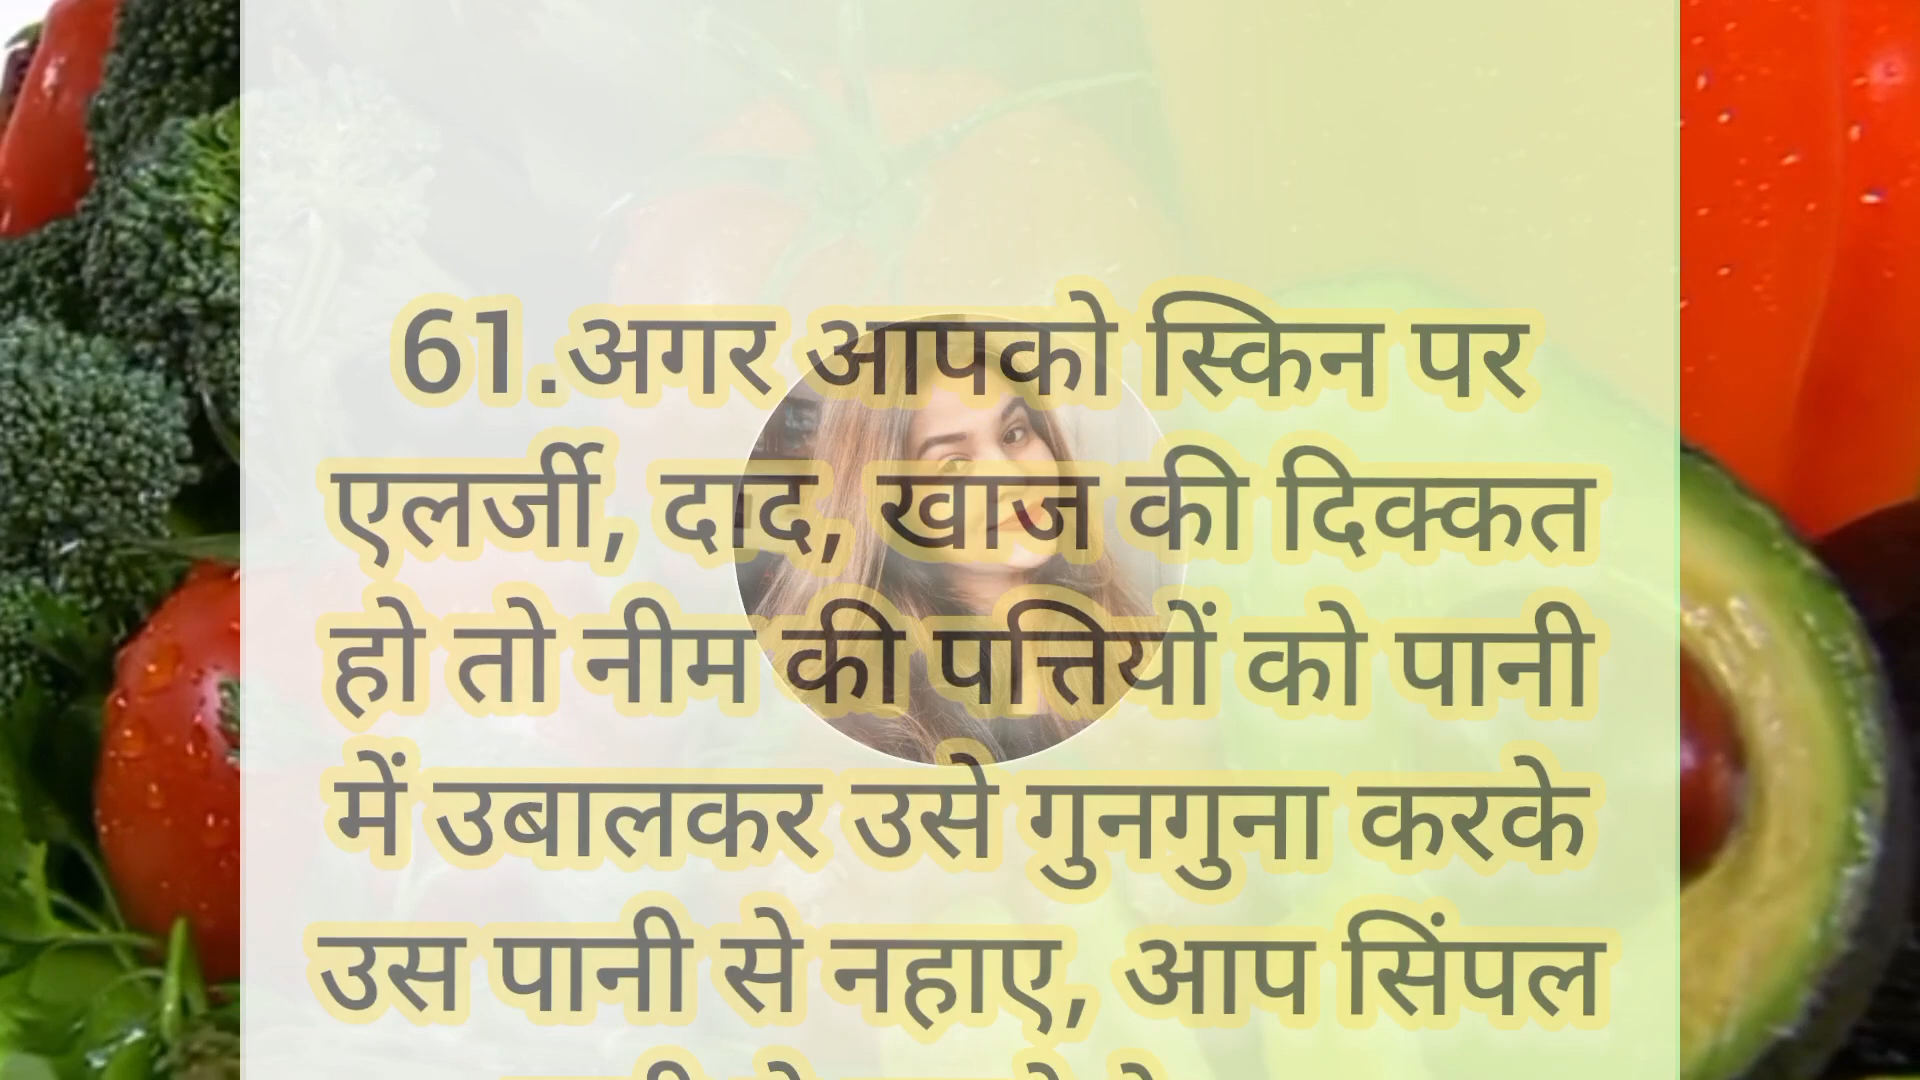 61.अगर आपको स्किन पर
एलर्जी, दाद, खाज की दिक्कत
हो तो नीम की पत्तियों को पानी
में उबालकर उसे गुनगुना करके
उस पानी से नहाए, आप सिंपल